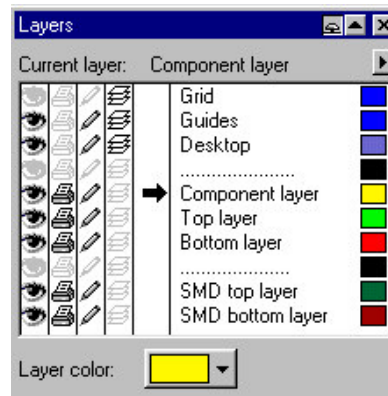 Layers
Current layer: Component layer
Grid
Guides
Desktop
.....................
Component layer
Top layer
Bottom layer
.....................
SMD top layer
SMD bottom layer
Layer color: